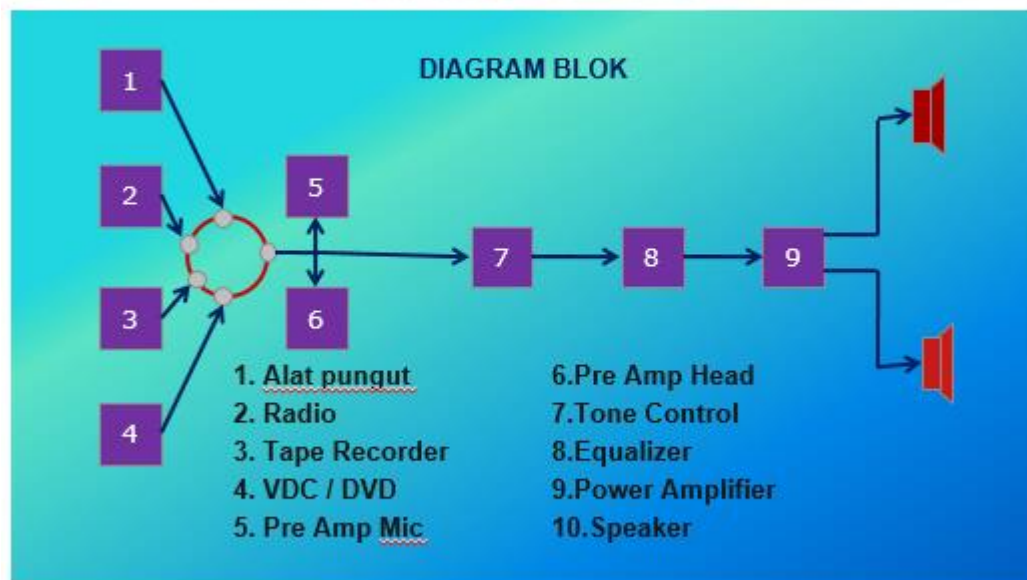 DIAGRAM BLOK
1
2
3
4
5
6
7
8
9
1. Alat pungut
2. Radio
3. Tape Recorder
4. VDC / DVD
5. Pre Amp Mic
6.Pre Amp Head
7.Tone Control
8.Equalizer
9.Power Amplifier
10.Speaker